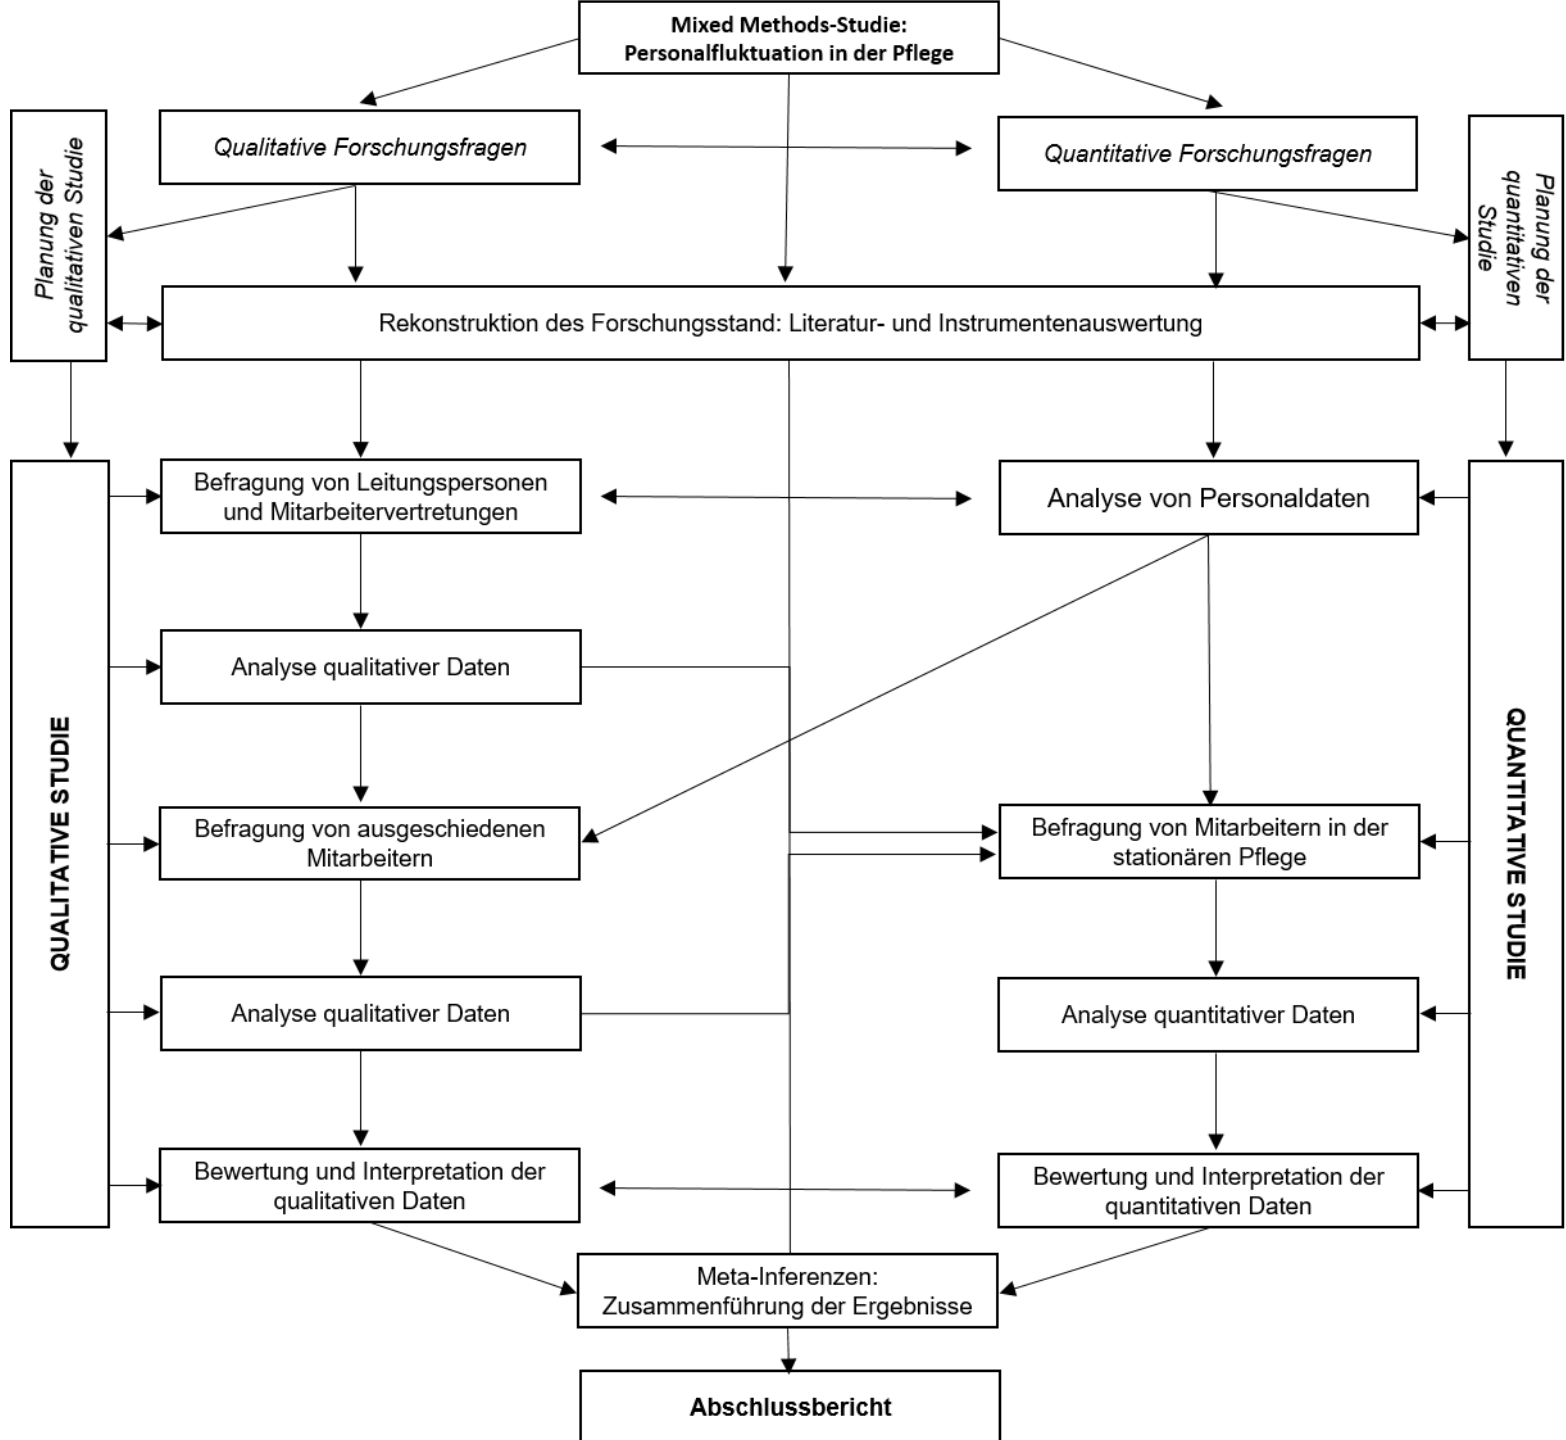 Mixed Methods-Studie:
Personalfluktuation in der Pflege
Qualitative Forschungsfragen
Quantitative Forschungsfragen
Planung der
qualitativen Studie
Planung der
quantitativen
Studie
Rekonstruktion des Forschungsstand: Literatur- und Instrumentenauswertung
Befragung von Leitungspersonen
und Mitarbeitervertretungen
Analyse von Personaldaten
Analyse qualitativer Daten
QUALITATIVE STUDIE
QUANTITATIVE STUDIE
Befragung von ausgeschiedenen
Mitarbeitern
Befragung von Mitarbeitern in der
stationären Pflege
Analyse qualitativer Daten
Analyse quantitativer Daten
Bewertung und Interpretation der
qualitativen Daten
Bewertung und Interpretation der
quantitativen Daten
Meta-Inferenzen:
Zusammenführung der Ergebnisse
Abschlussbericht